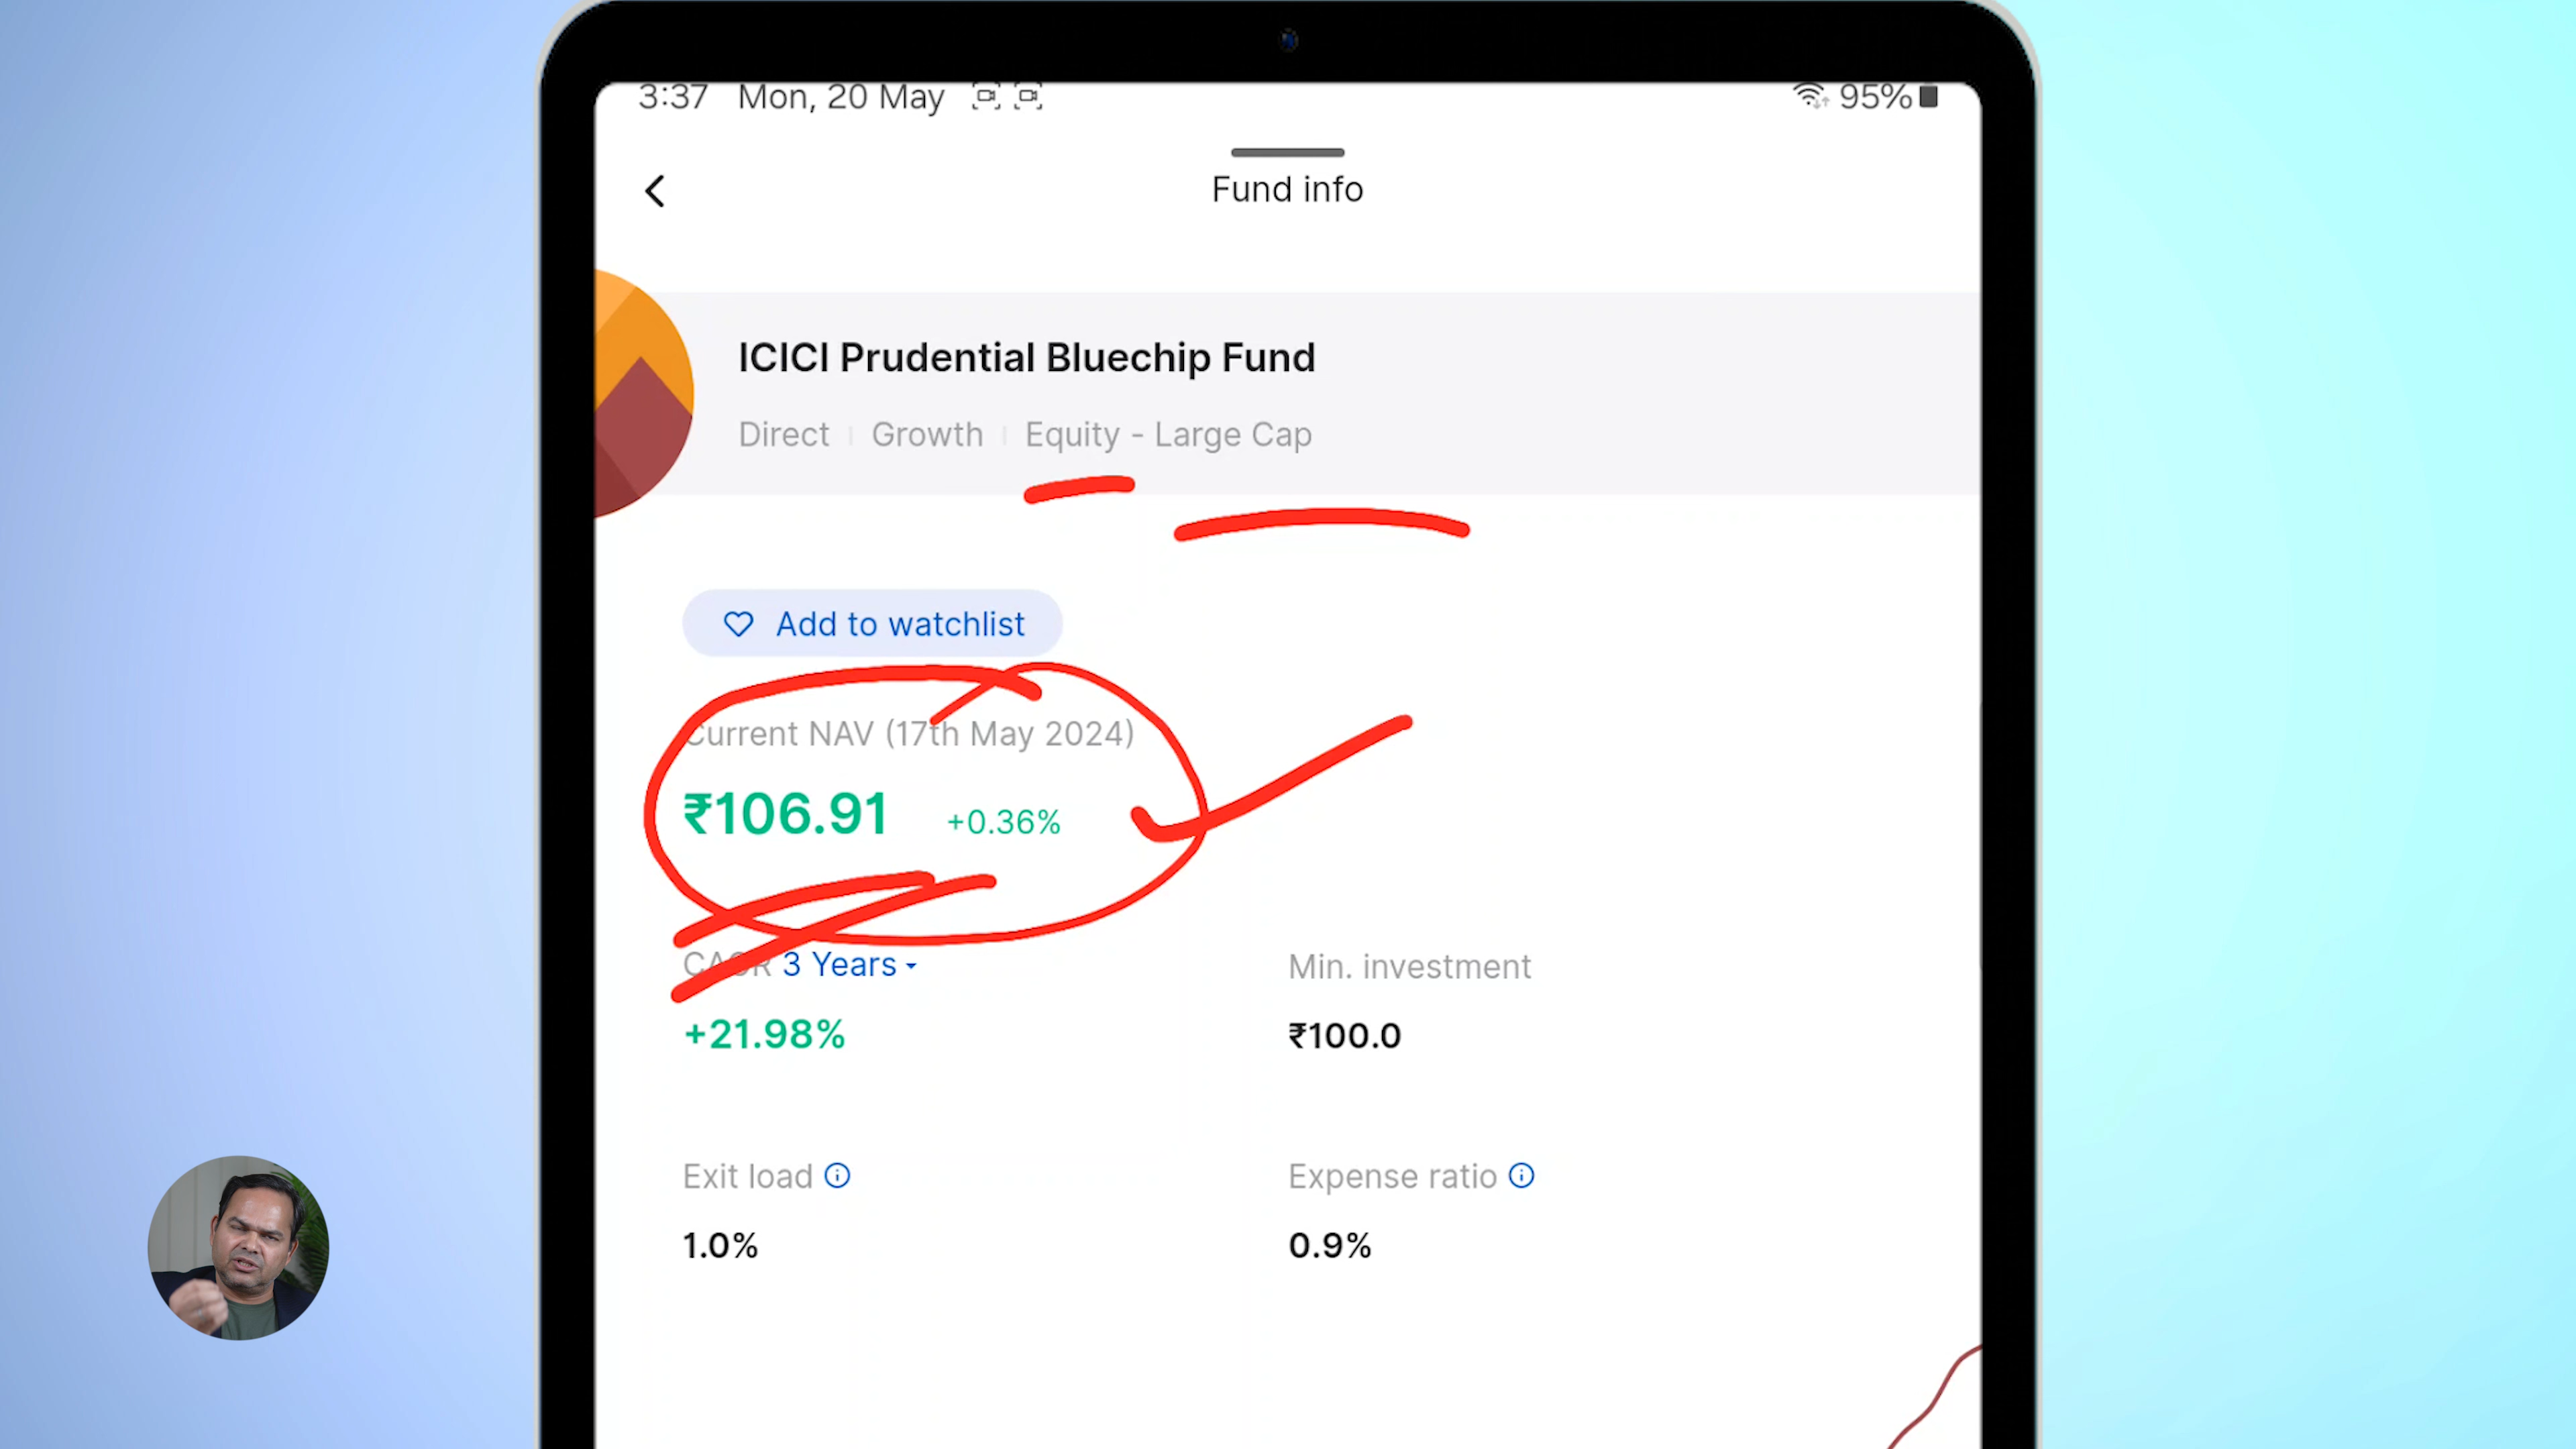 3:37 Mon, 20 May 95%
Fund info
ICICI Prudential Bluechip Fund
Direct Growth Equity - Large Cap
Add to watchlist
Current NAV (17th May 2024)
₹106.91 +0.36%
CAGR 3 Years
+21.98%
Min. investment
₹100.0
Exit load
1.0%
Expense ratio
0.9%